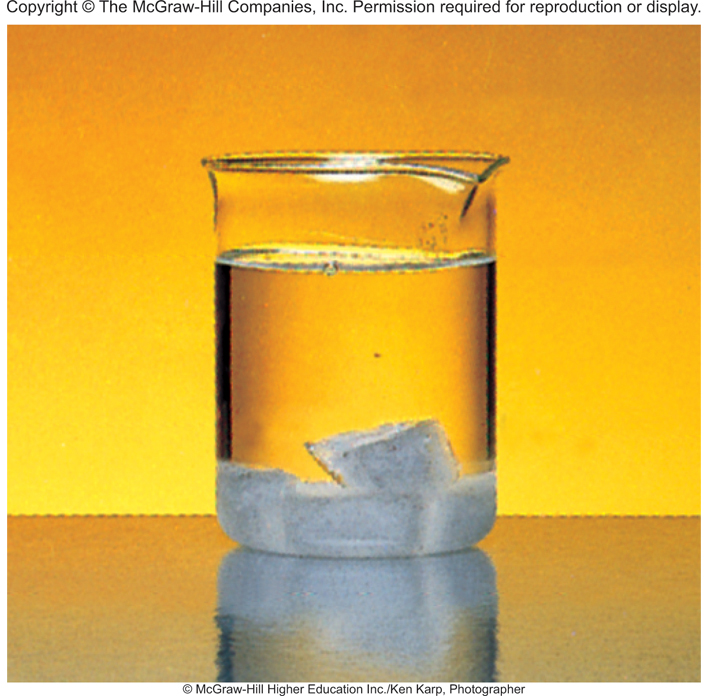 Copyright © The McGraw-Hill Companies, Inc. Permission required for reproduction or display.
© McGraw-Hill Higher Education Inc./Ken Karp, Photographer